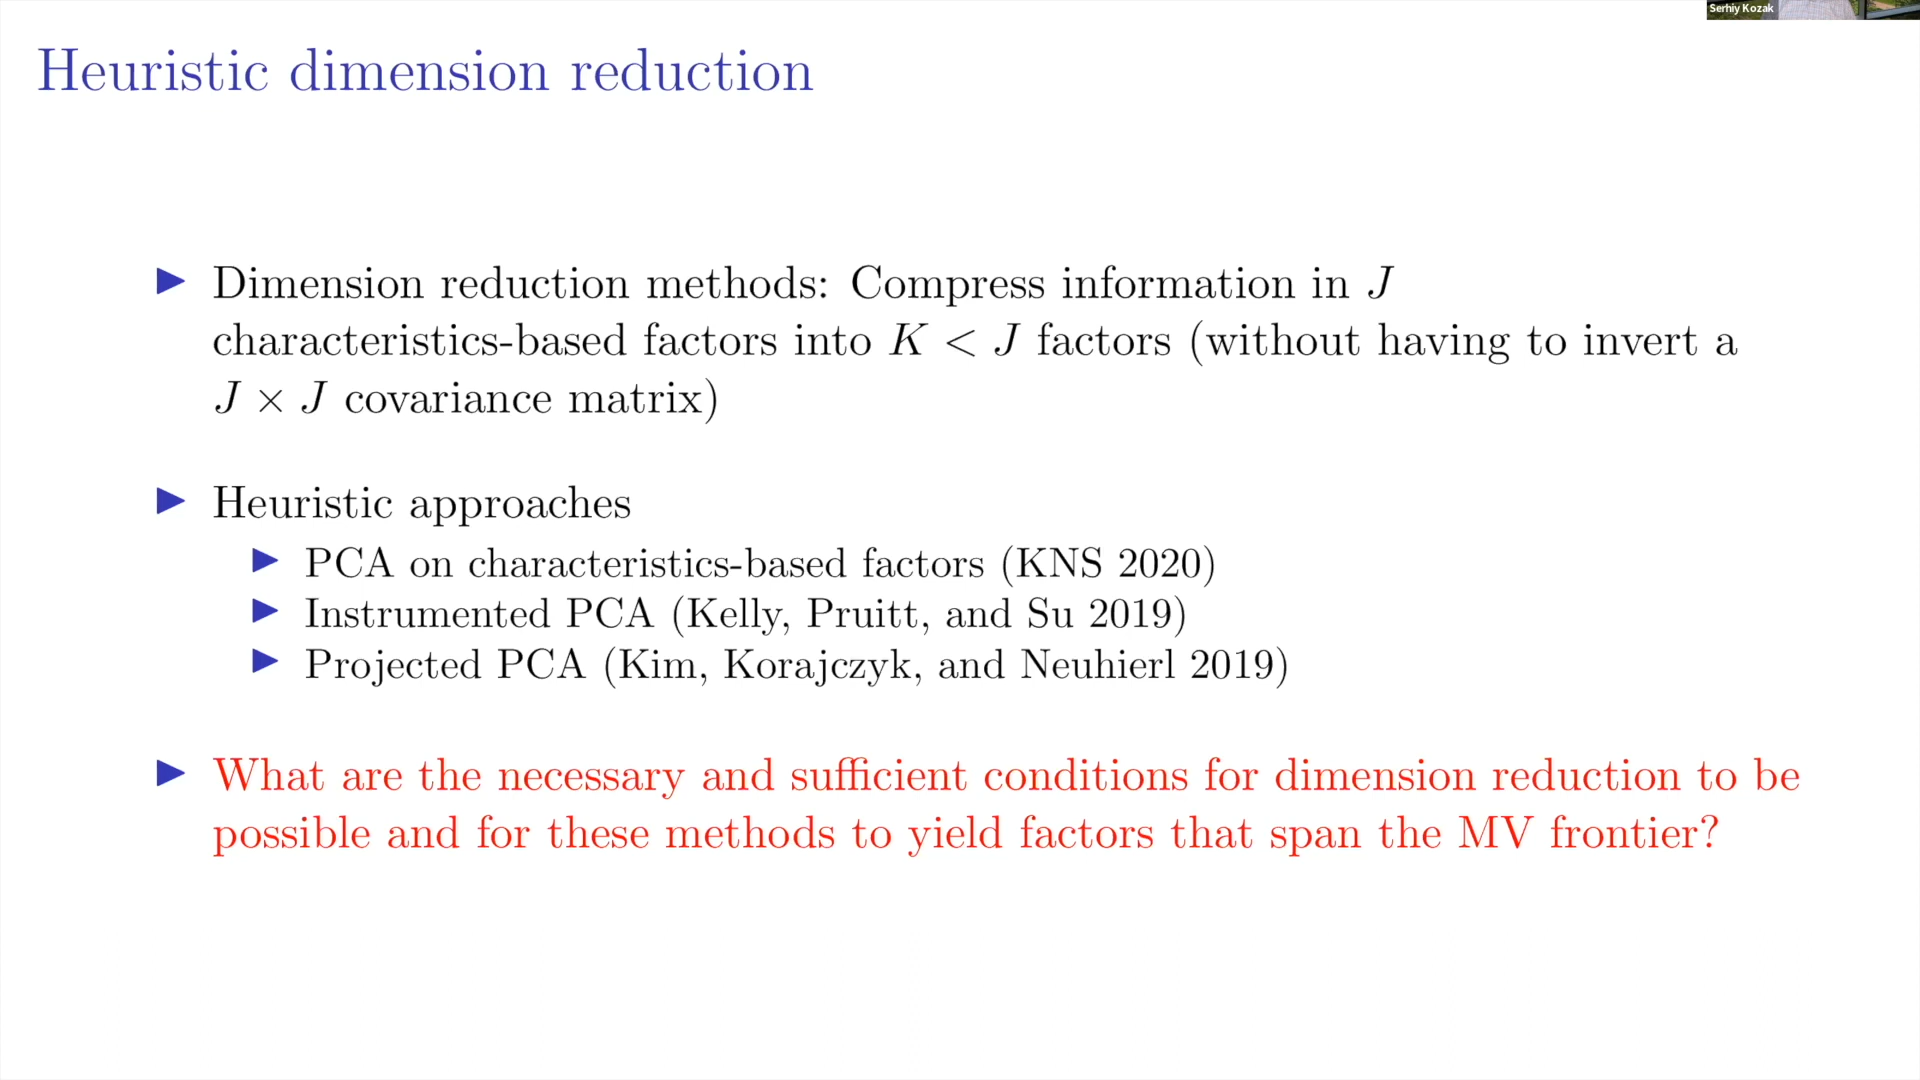 Serhiy Kozak
Heuristic dimension reduction
Dimension reduction methods: Compress information in J
characteristics-based factors into K < J factors (without having to invert a
J × J covariance matrix)
Heuristic approaches
PCA on characteristics-based factors (KNS 2020)
Instrumented PCA (Kelly, Pruitt, and Su 2019)
Projected PCA (Kim, Korajczyk, and Neuhierl 2019)
What are the necessary and sufficient conditions for dimension reduction to be
possible and for these methods to yield factors that span the MV frontier?